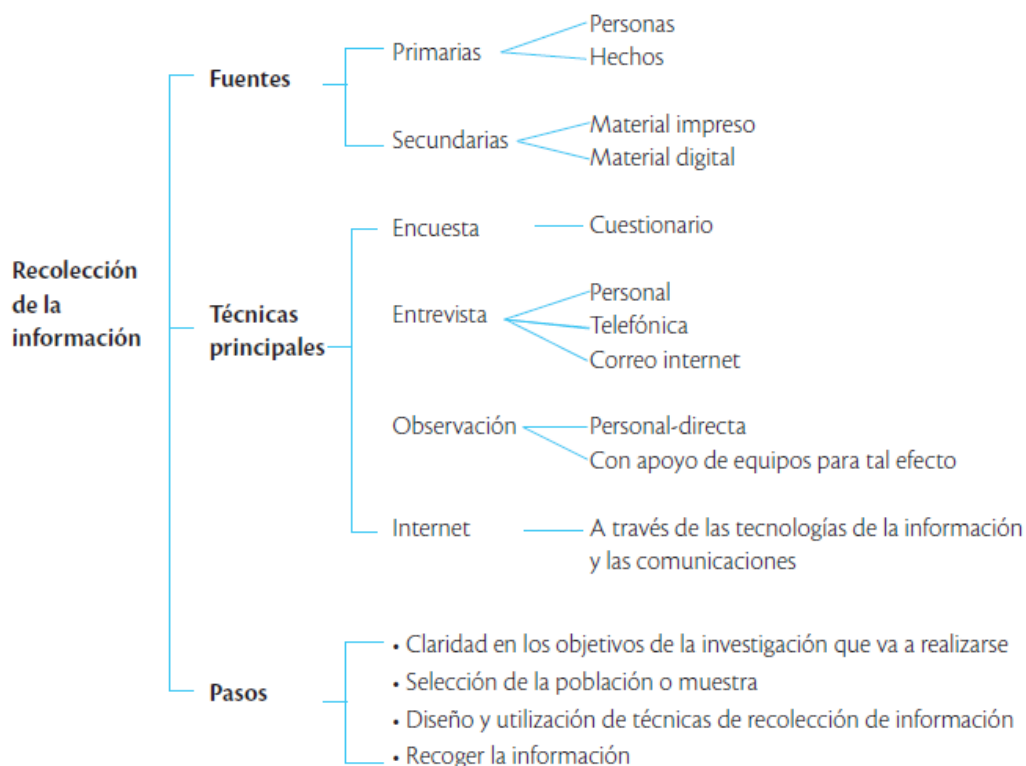 Recolección
de la
información
Fuentes
Primarias
Personas
Hechos
Secundarias
Material impreso
Material digital
Técnicas
principales
Encuesta
Cuestionario
Entrevista
Personal
Telefónica
Correo internet
Observación
Personal-directa
Con apoyo de equipos para tal efecto
Internet
A través de las tecnologías de la información
y las comunicaciones
Pasos
• Claridad en los objetivos de la investigación que va a realizarse
• Selección de la población o muestra
• Diseño y utilización de técnicas de recolección de información
• Recoger la información